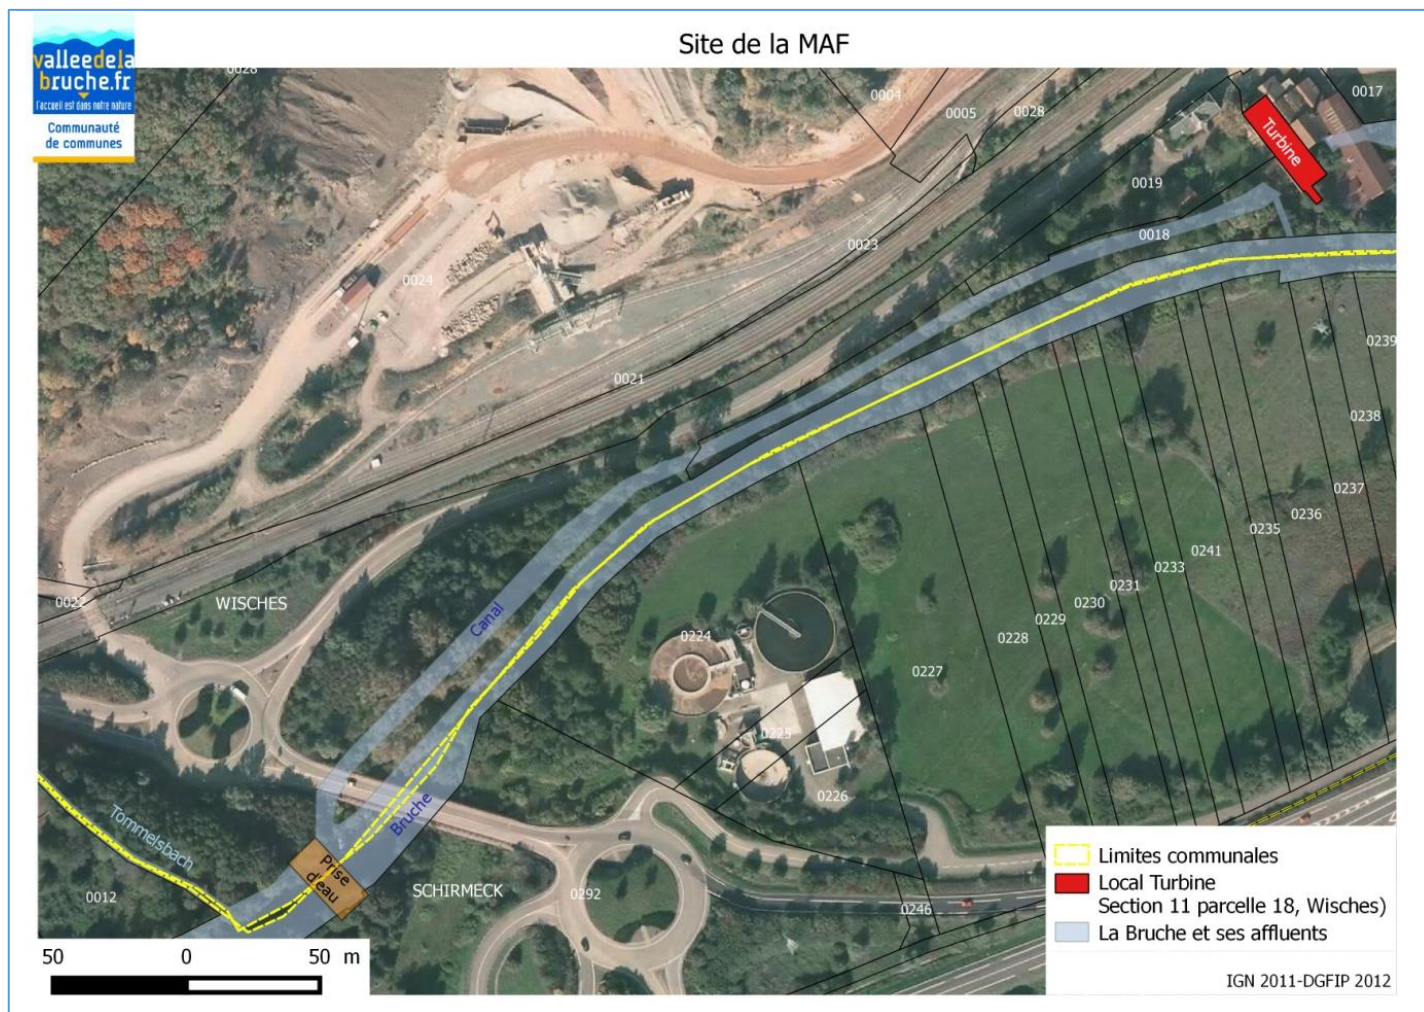 Site de la MAF
valleedela
bruche.fr
l'accueil est dans notre nature
Communauté
de communes
0028
0004
0005
0028
0017
Turbine
0019
0018
0023
0024
0021
0239
0238
0237
0236
0235
0241
0233
0231
0230
0229
0228
0227
0022
WISCHES
Canal
0224
0225
0226
Bruche
Tommelsbach
Prise
d'eau
SCHIRMECK
0012
0292
0246
50 0 50 m
Limites communales
Local Turbine
Section 11 parcelle 18, Wisches)
La Bruche et ses affluents
IGN 2011-DGFIP 2012